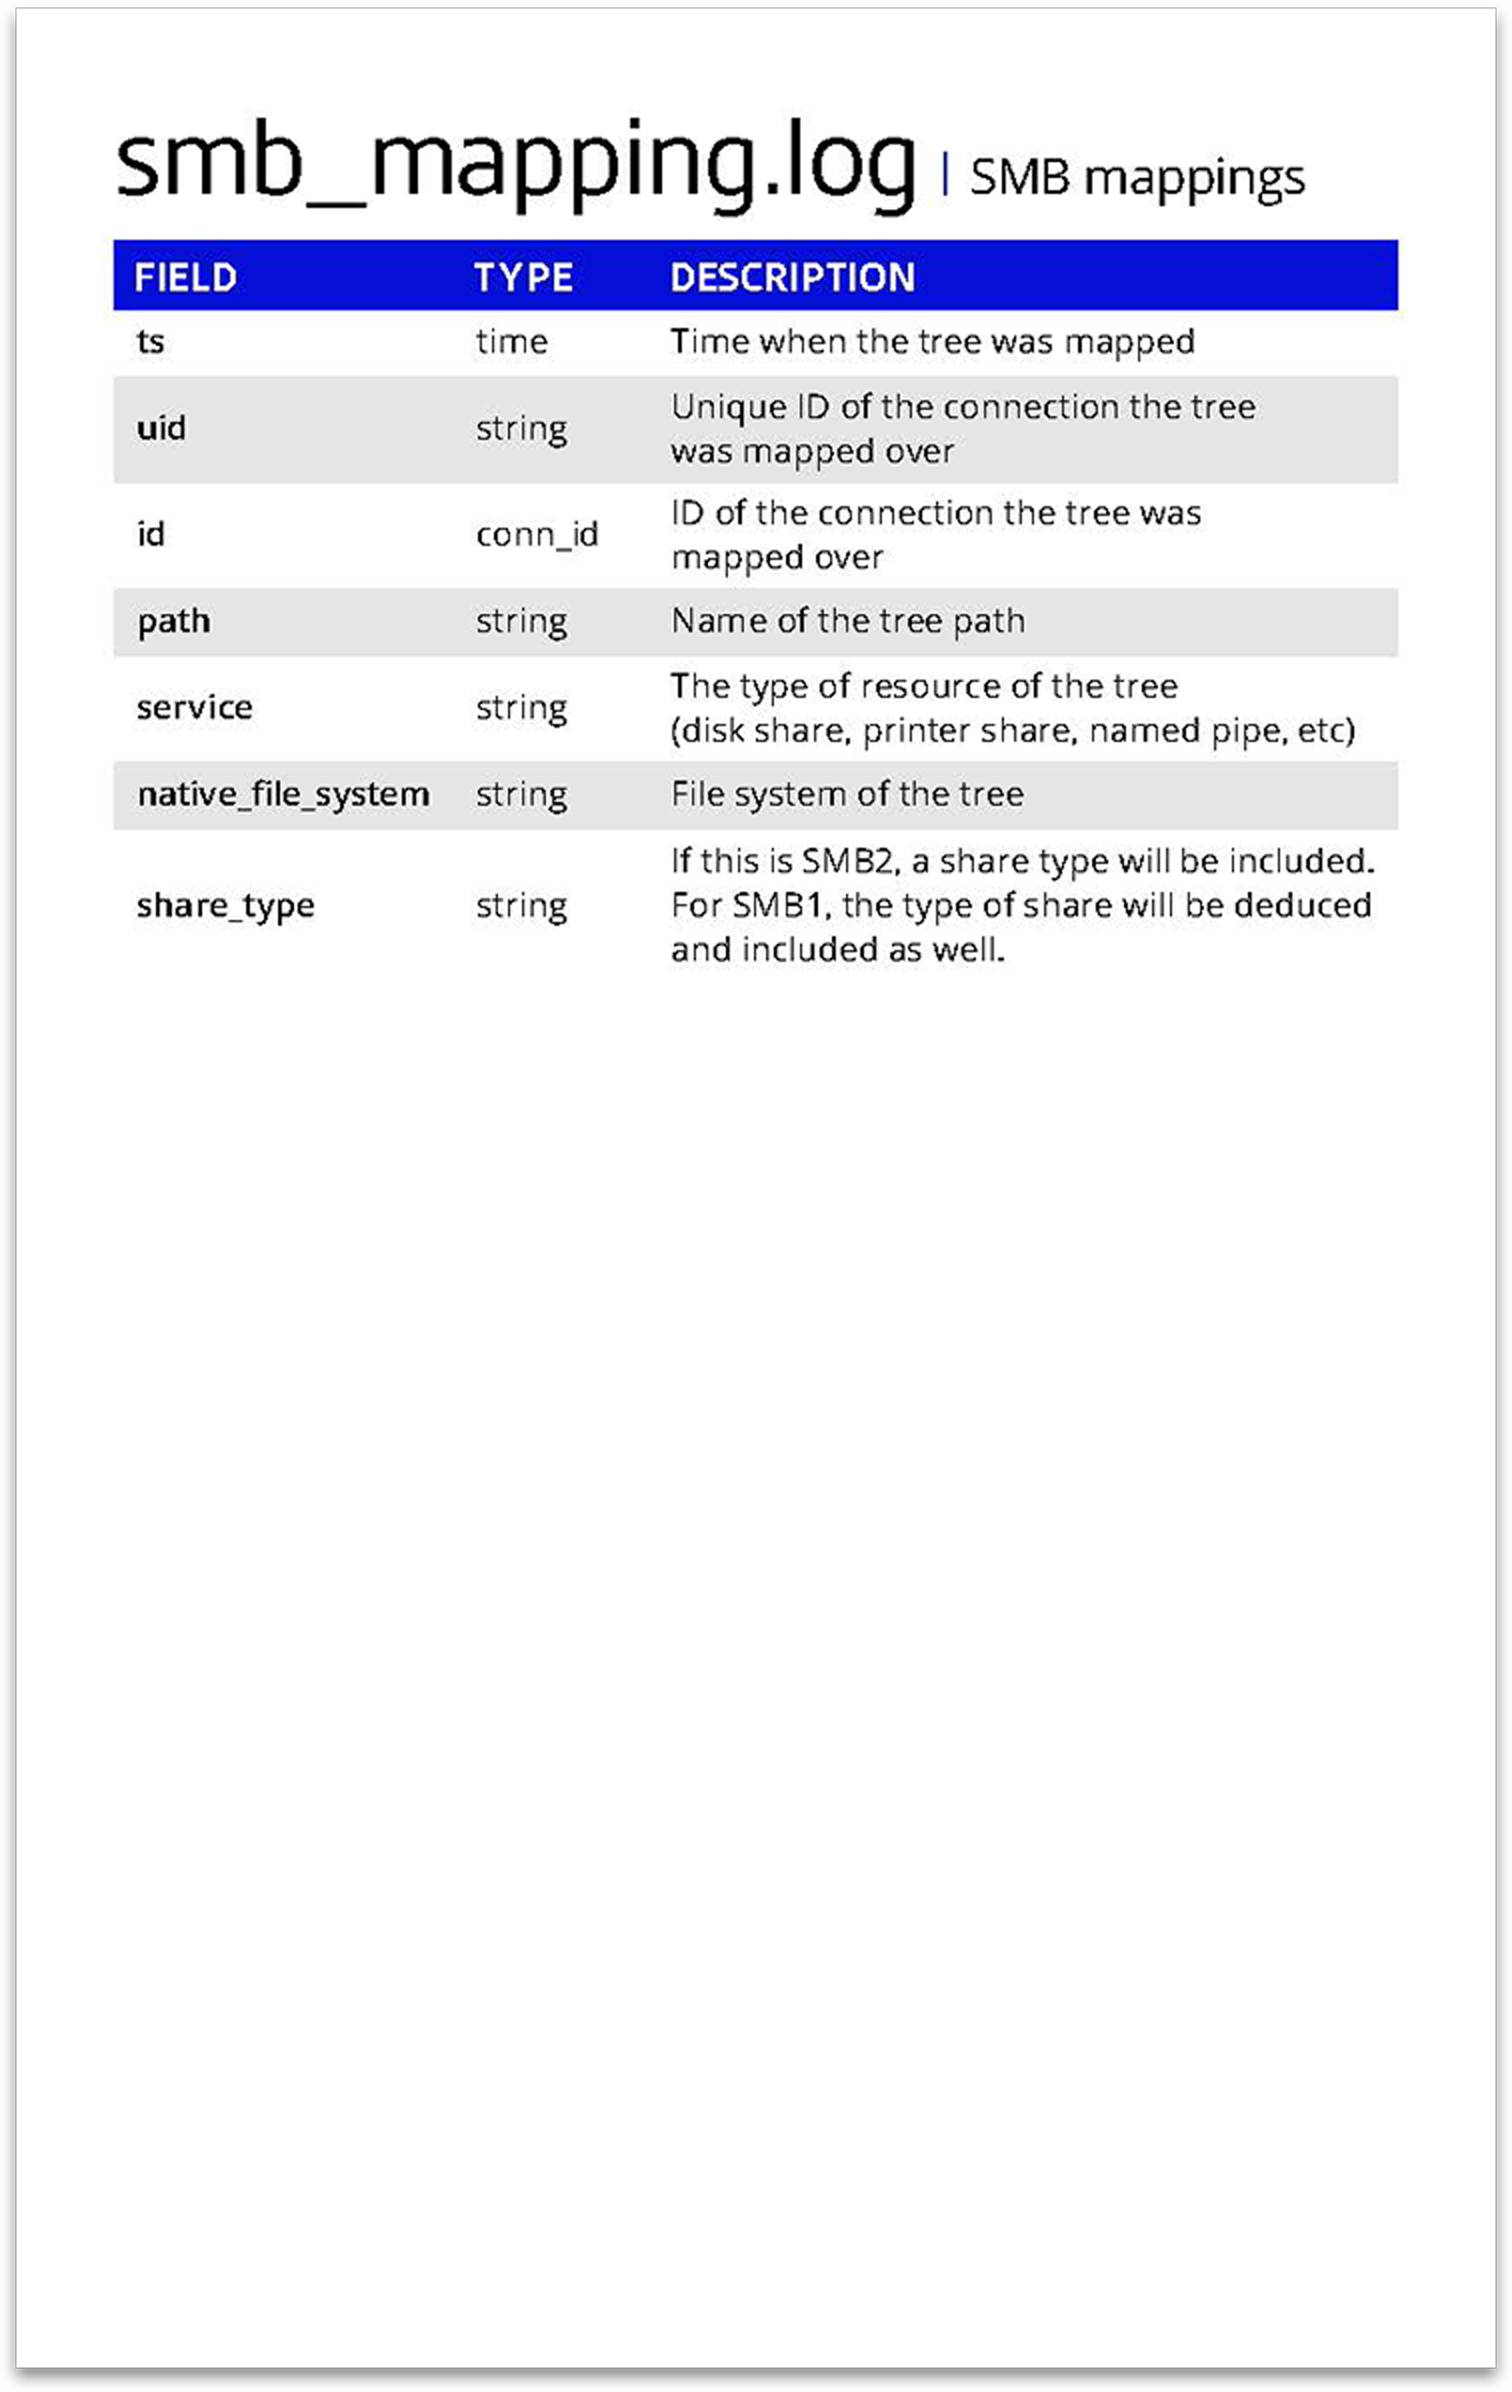 smb_mapping.log | SMB mappings
FIELD TYPE DESCRIPTION
ts time Time when the tree was mapped
uid string Unique ID of the connection the tree
was mapped over
id conn_id ID of the connection the tree was
mapped over
path string Name of the tree path
service string The type of resource of the tree
(disk share, printer share, named pipe, etc)
native_file_system string File system of the tree
If this is SMB2, a share type will be included.
share_type string For SMB1, the type of share will be deduced
and included as well.